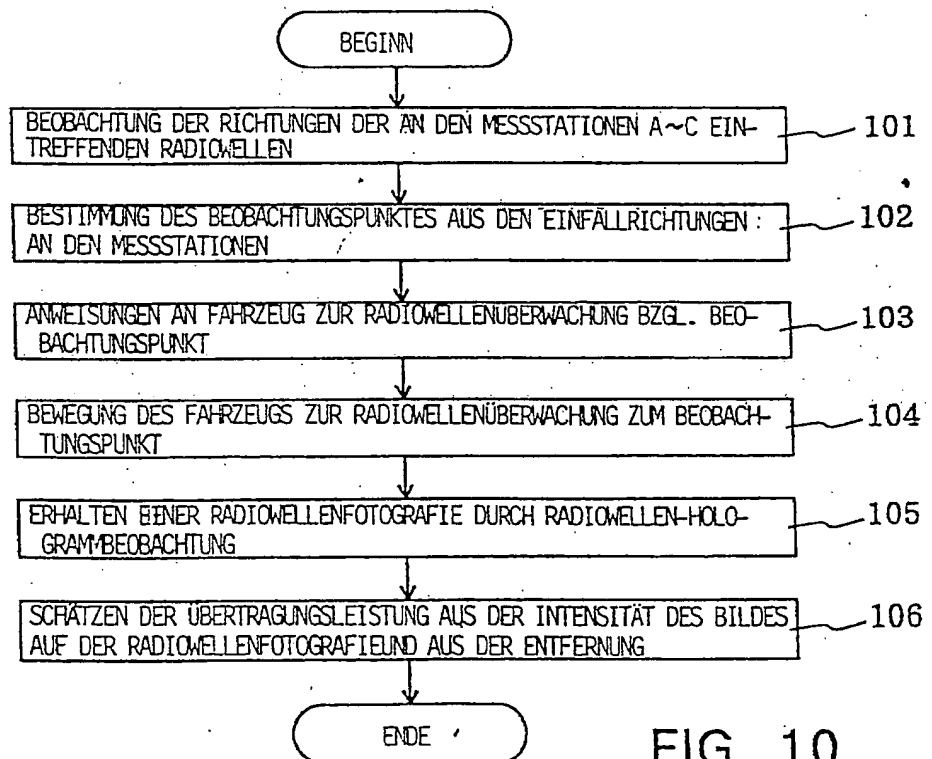 BEGINN
BEOBACHTUNG DER RICHTUNGEN DER AN DEN MESSSTATIONEN A~C EIN-
TREFFENDEN RADIOWELLEN
101
BESTIMMUNG DES BEOBACHTUNGSPUNKTES AUS DEN EINFALLRICHTUNGEN :
AN DEN MESSSTATIONEN
102
ANWEISUNGEN AN FAHRZEUG ZUR RADIOWELLENÜBERWACHUNG BZGL. BEO-
BACHTUNGSPUNKT
103
BEWEGUNG DES FAHRZEUGS ZUR RADIOWELLENÜBERWACHUNG ZUM BEOBACH-
TUNGSPUNKT
104
ERHALTEN EINER RADIOWELLENFOTOGRAFIE DURCH RADIOWELLEN-HOLO-
GRAMMBEOBACHTUNG
105
SCHÄTZEN DER ÜBERTRAGUNGSLEISTUNG AUS DER INTENSITÄT DES BILDES
AUF DER RADIOWELLENFOTOGRAFIEUND AUS DER ENTFERNUNG
106
ENDE
FIG. 10